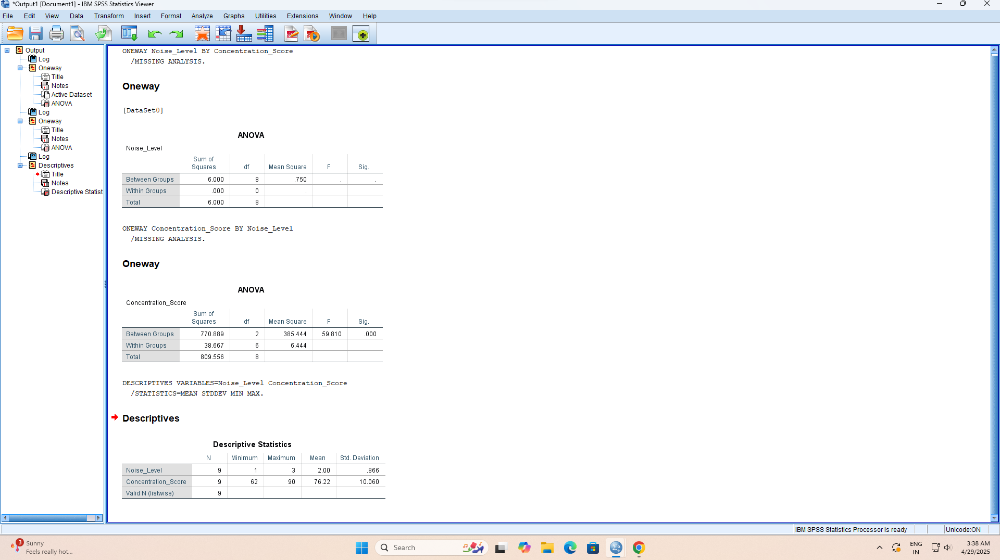 *Output1 [Document1] - IBM SPSS Statistics Viewer
File Edit View Data Transform Insert Format Analyze Graphs Utilities Extensions Window Help
Output
Log
Oneway
Title
Notes
Active Dataset
ANOVA
Log
Oneway
Title
Notes
ANOVA
Log
Descriptives
Title
Notes
Descriptive Statist
ONEWAY Noise_Level BY Concentration_Score
/MISSING ANALYSIS.
Oneway
[DataSet0]
ANOVA
Noise_Level
Sum of Squares df Mean Square F Sig.
Between Groups 6.000 8 .750 . .
Within Groups .000 0 .
Total 6.000 8
ONEWAY Concentration_Score BY Noise_Level
/MISSING ANALYSIS.
Oneway
ANOVA
Concentration_Score
Sum of Squares df Mean Square F Sig.
Between Groups 770.889 2 385.444 59.810 .000
Within Groups 38.667 6 6.444
Total 809.556 8
DESCRIPTIVES VARIABLES=Noise_Level Concentration_Score
/STATISTICS=MEAN STDDEV MIN MAX.
Descriptives
Descriptive Statistics
N Minimum Maximum Mean Std. Deviation
Noise_Level 9 1 3 2.00 .866
Concentration_Score 9 62 90 76.22 10.060
Valid N (listwise) 9
IBM SPSS Statistics Processor is ready Unicode:ON
3 Sunny
Feels really hot...
Search
ENG
IN
3:38 AM
4/29/2025